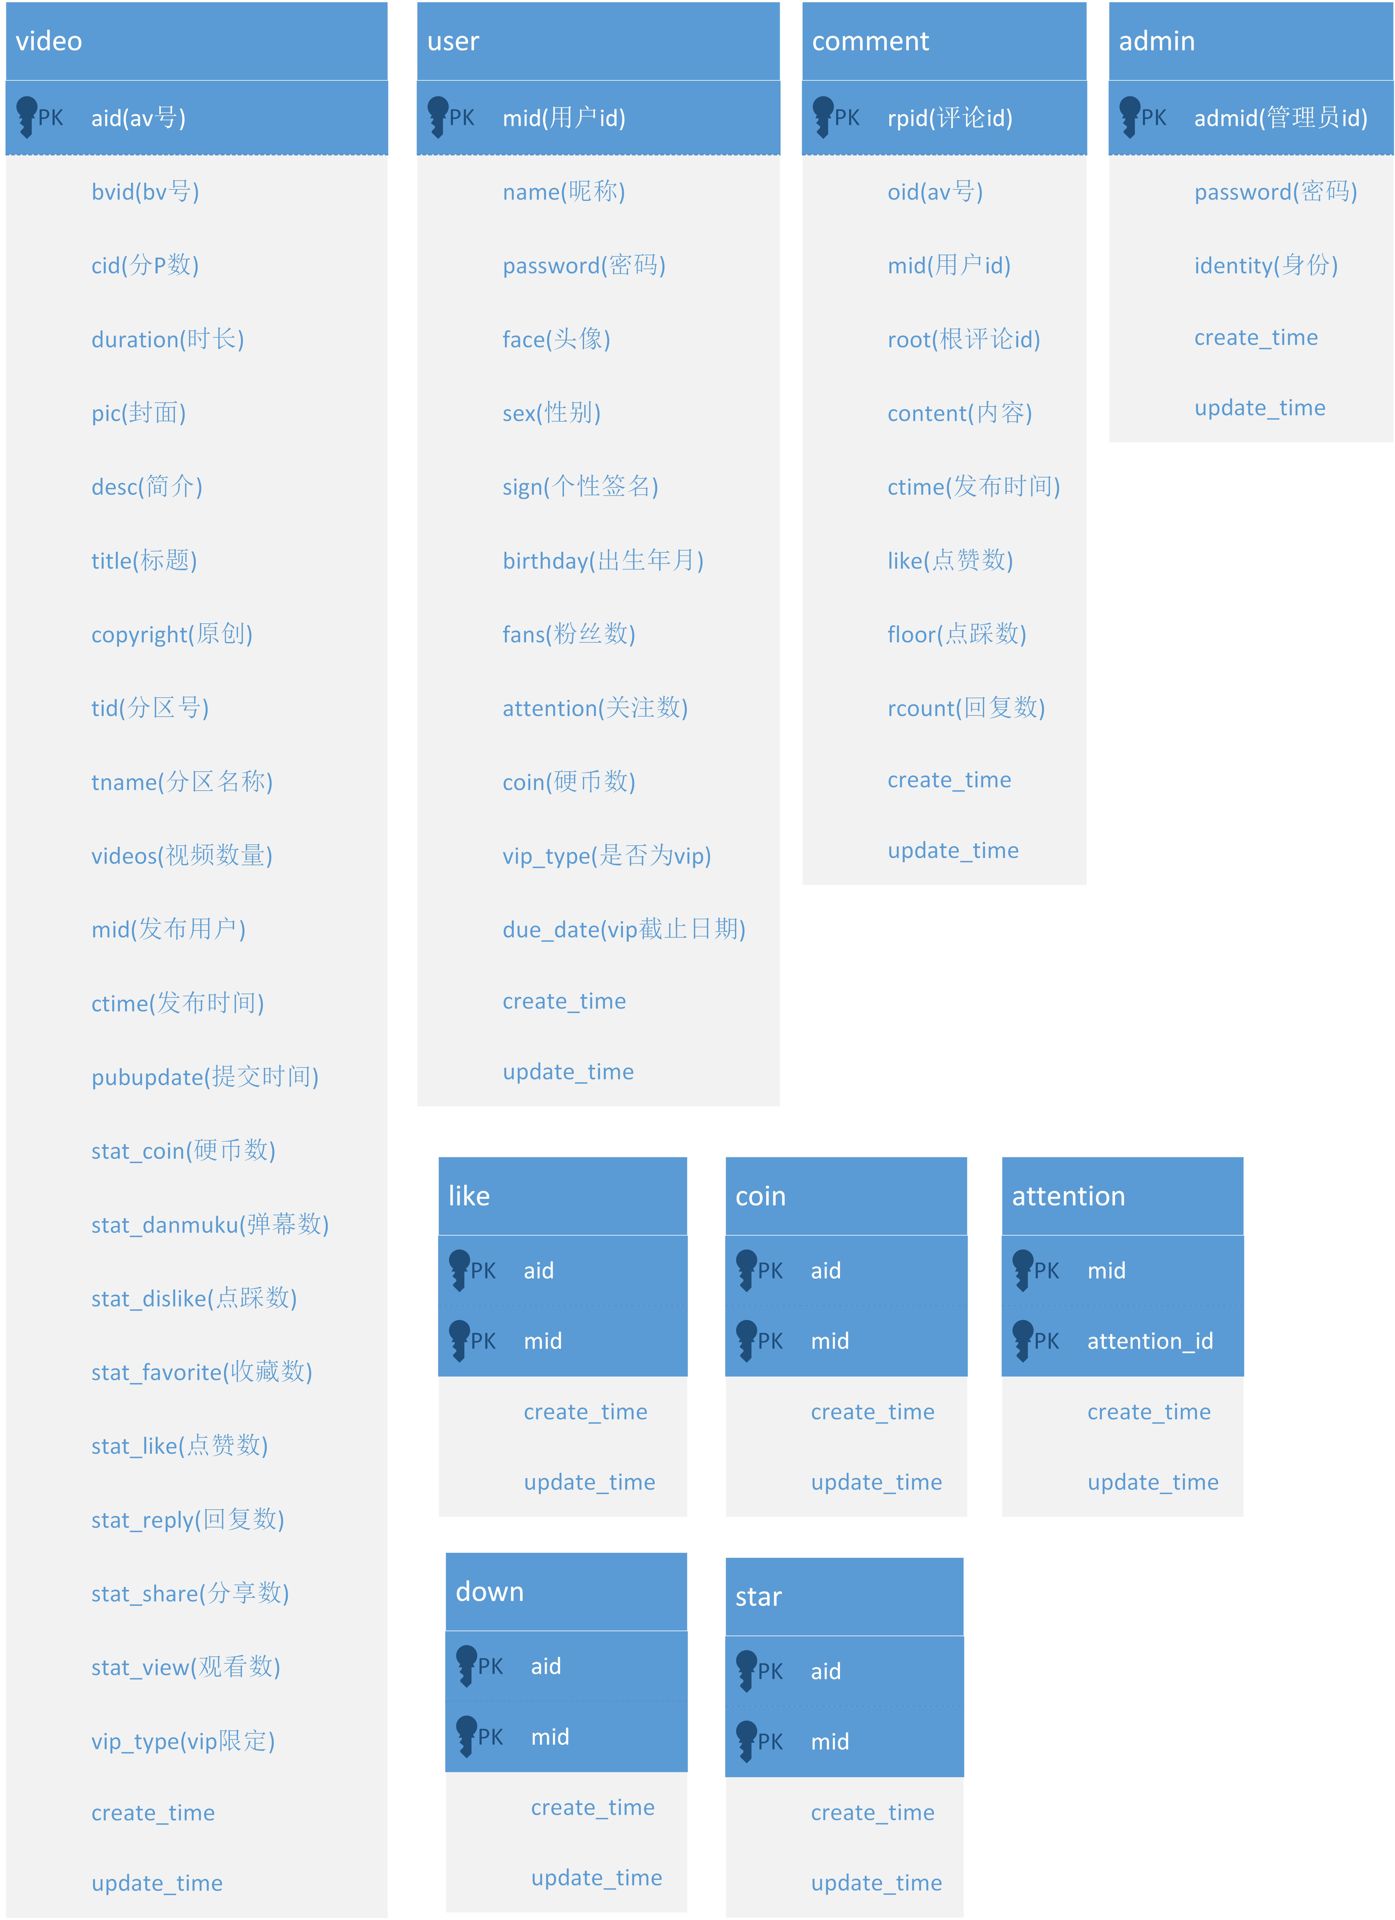 video
PK aid(av号)
bvid(bv号)
cid(分P数)
duration(时长)
pic(封面)
desc(简介)
title(标题)
copyright(原创)
tid(分区号)
tname(分区名称)
videos(视频数量)
mid(发布用户)
ctime(发布时间)
pubupdate(提交时间)
stat_coin(硬币数)
stat_danmuku(弹幕数)
stat_dislike(点踩数)
stat_favorite(收藏数)
stat_like(点赞数)
stat_reply(回复数)
stat_share(分享数)
stat_view(观看数)
vip_type(vip限定)
create_time
update_time
user
PK mid(用户id)
name(昵称)
password(密码)
face(头像)
sex(性别)
sign(个性签名)
birthday(出生年月)
fans(粉丝数)
attention(关注数)
coin(硬币数)
vip_type(是否为vip)
due_date(vip截止日期)
create_time
update_time
comment
PK rpid(评论id)
oid(av号)
mid(用户id)
root(根评论id)
content(内容)
ctime(发布时间)
like(点赞数)
floor(点踩数)
rcount(回复数)
create_time
update_time
admin
PK admid(管理员id)
password(密码)
identity(身份)
create_time
update_time
like
PK aid
PK mid
create_time
update_time
coin
PK aid
PK mid
create_time
update_time
attention
PK mid
PK attention_id
create_time
update_time
down
PK aid
PK mid
create_time
update_time
star
PK aid
PK mid
create_time
update_time